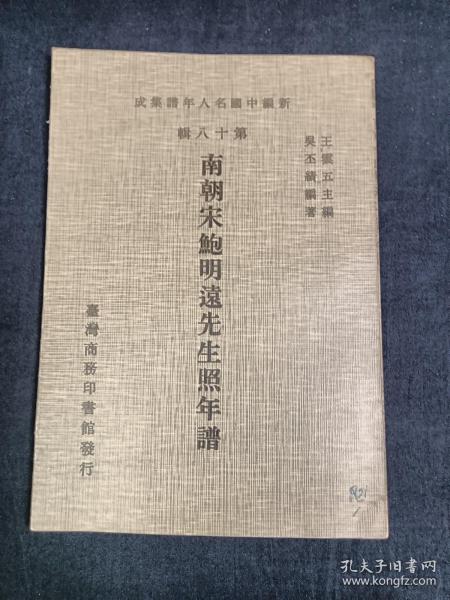 新編中國名人年譜集成
第十八輯
王雲五主編
吳丕績編著
南朝宋鮑明遠先生照年譜
臺灣商務印書館發行
孔夫子旧书网
www.kongfz.com